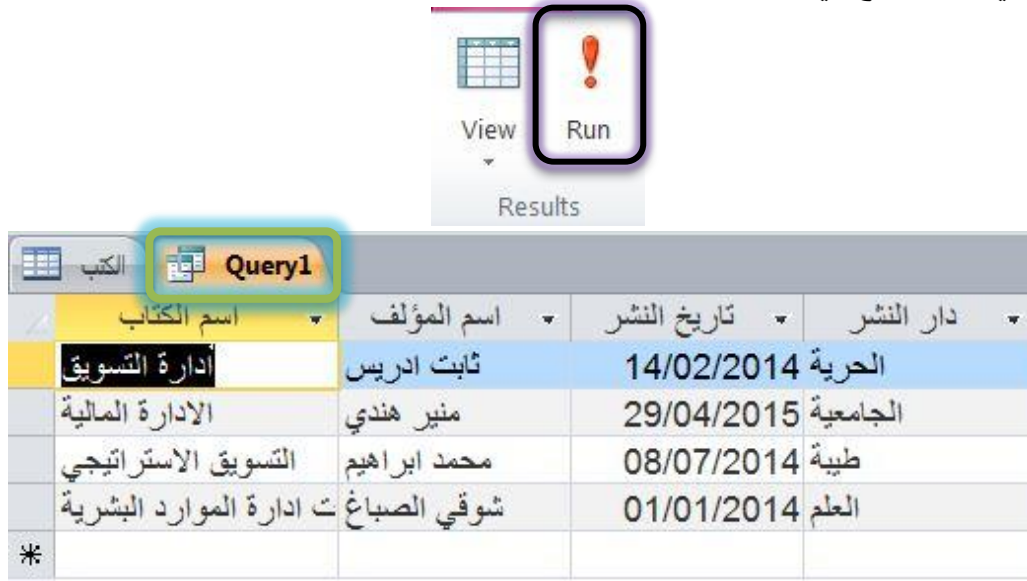 View Run
Results
الكتب Query1
اسم الكتاب اسم المؤلف تاريخ النشر دار النشر
أدارة التسويق ثابت ادريس 14/02/2014 الحرية
الادارة المالية منير هندي 29/04/2015 الجامعية
التسويق الاستراتيجي محمد ابراهيم 08/07/2014 طيبة
ت ادارة الموارد البشرية شوقي الصباغ 01/01/2014 العلم